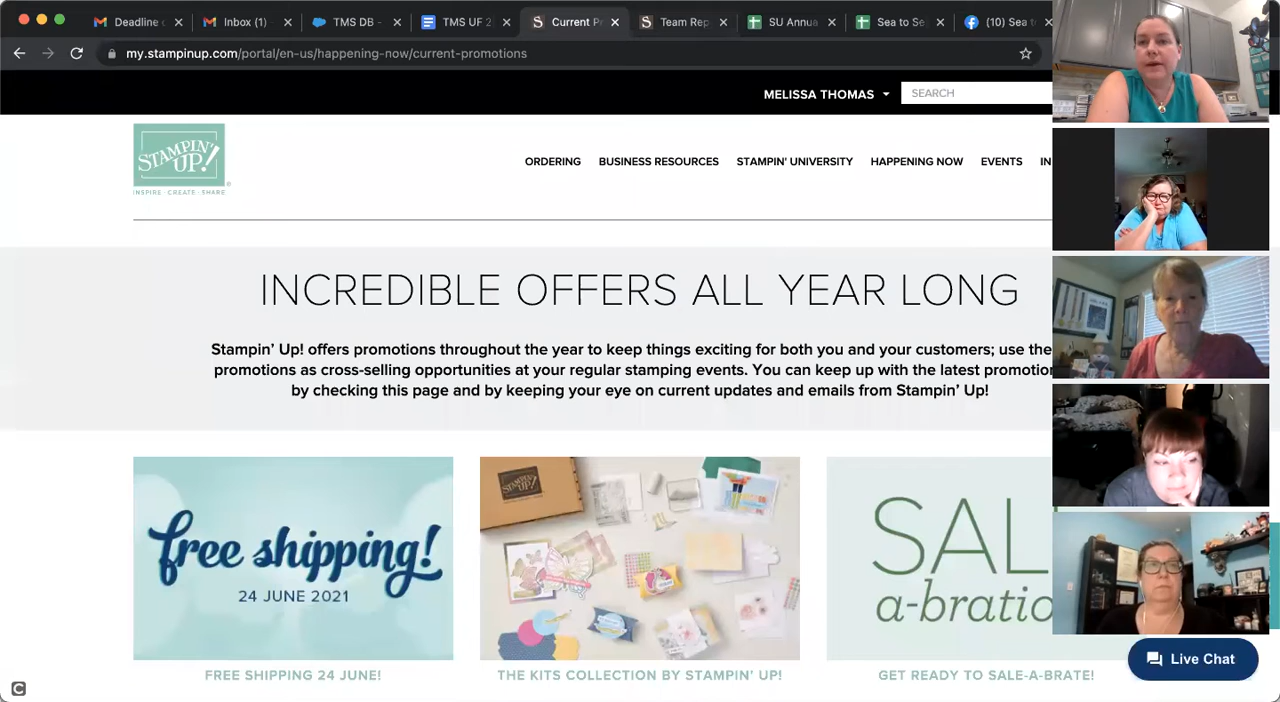 Deadline
Inbox (1)
TMS DB -
TMS UF 2
Current P
Team Rep
SU Annua
Sea to Se
(10) Sea t
my.stampinup.com/portal/en-us/happening-now/current-promotions
MELISSA THOMAS
SEARCH
STAMPIN' UP!
INSPIRE · CREATE · SHARE
ORDERING BUSINESS RESOURCES STAMPIN' UNIVERSITY HAPPENING NOW EVENTS IN
INCREDIBLE OFFERS ALL YEAR LONG
Stampin’ Up! offers promotions throughout the year to keep things exciting for both you and your customers; use the
promotions as cross-selling opportunities at your regular stamping events. You can keep up with the latest promotion
by checking this page and by keeping your eye on current updates and emails from Stampin’ Up!
free shipping!
24 JUNE 2021
STAMPIN' UP!
SAL
a-bratio
FREE SHIPPING 24 JUNE!
THE KITS COLLECTION BY STAMPIN’ UP!
GET READY TO SALE-A-BRATE!
Live Chat